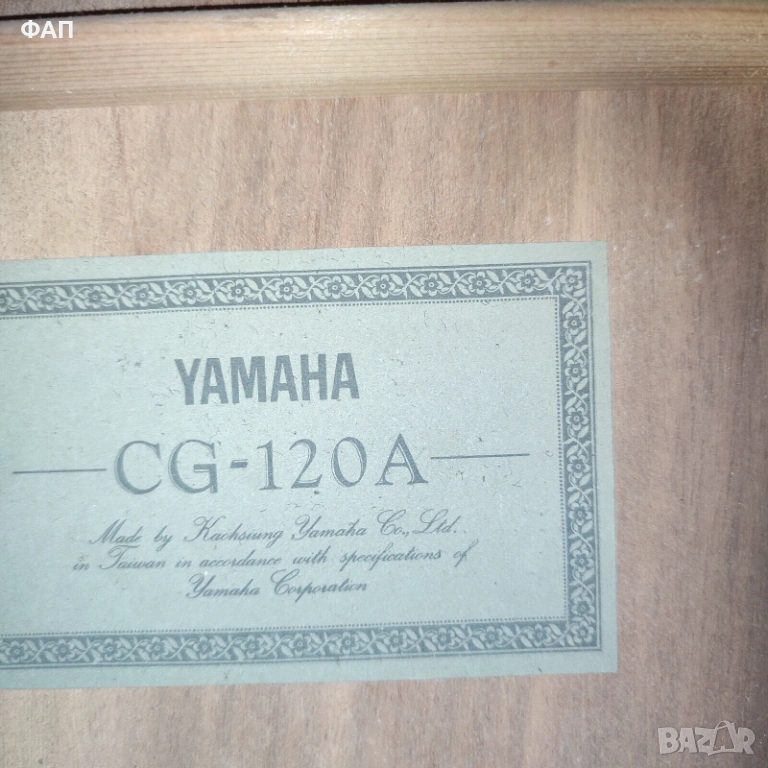 ФАП
YAMAHA
CG-120A
Made by Kaohsiung Yamaha Co., Ltd.
in Taiwan in accordance with specifications of
Yamaha Corporation
BAZAR